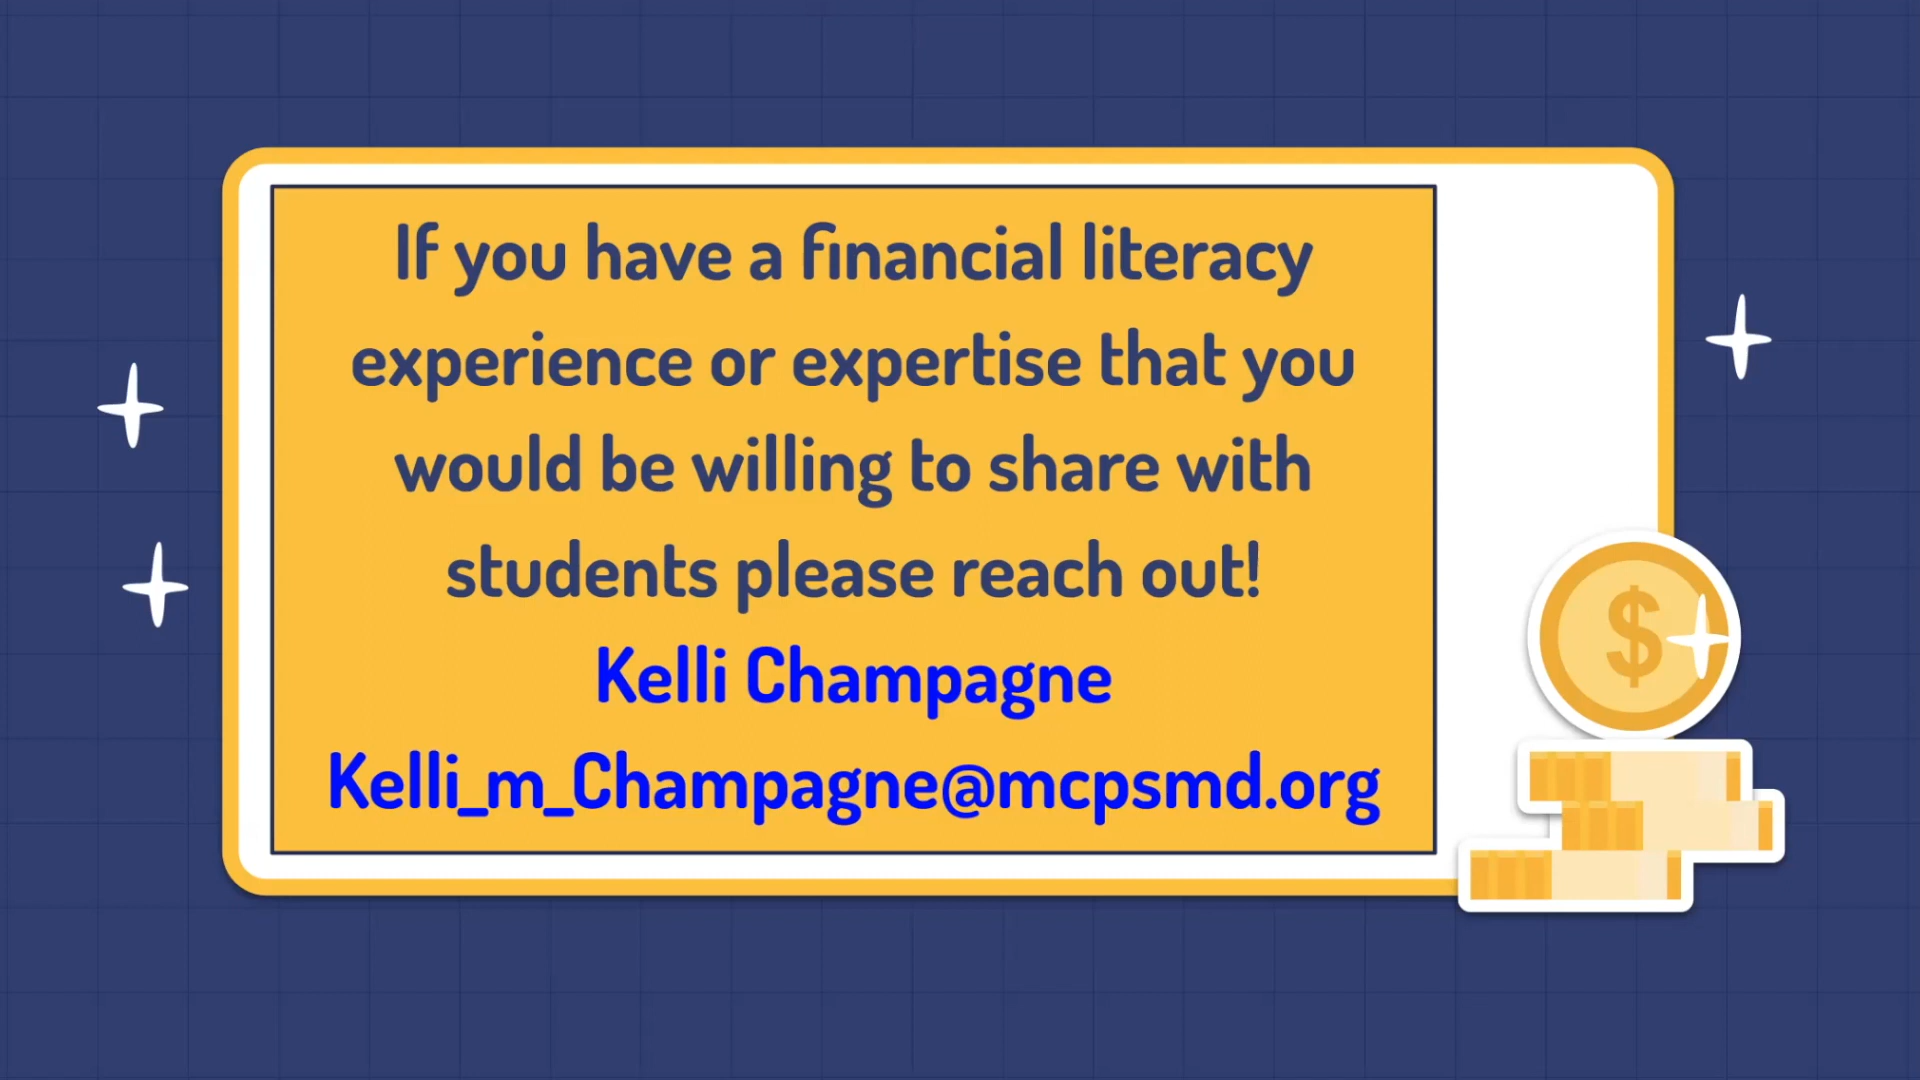 If you have a financial literacy
experience or expertise that you
would be willing to share with
students please reach out!
Kelli Champagne
Kelli_m_Champagne@mcpsmd.org
$